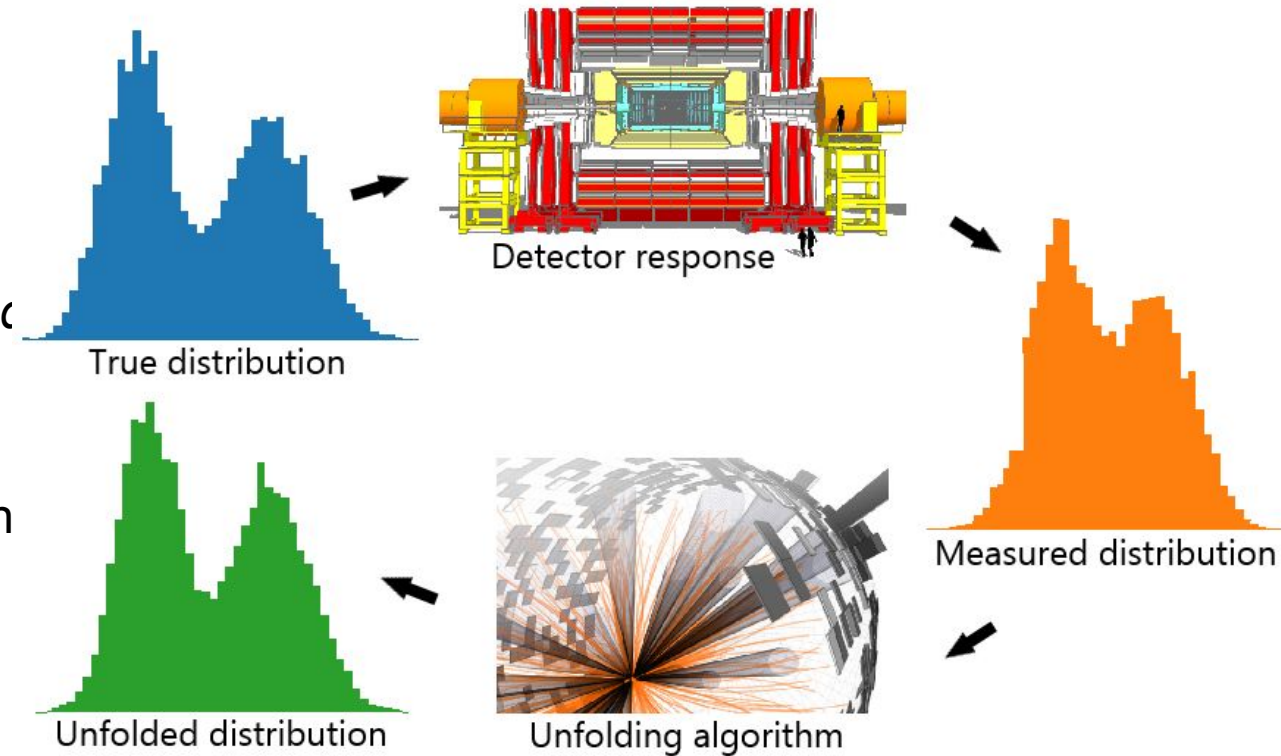 Detector response
True distribution
Measured distribution
Unfolded distribution
Unfolding algorithm